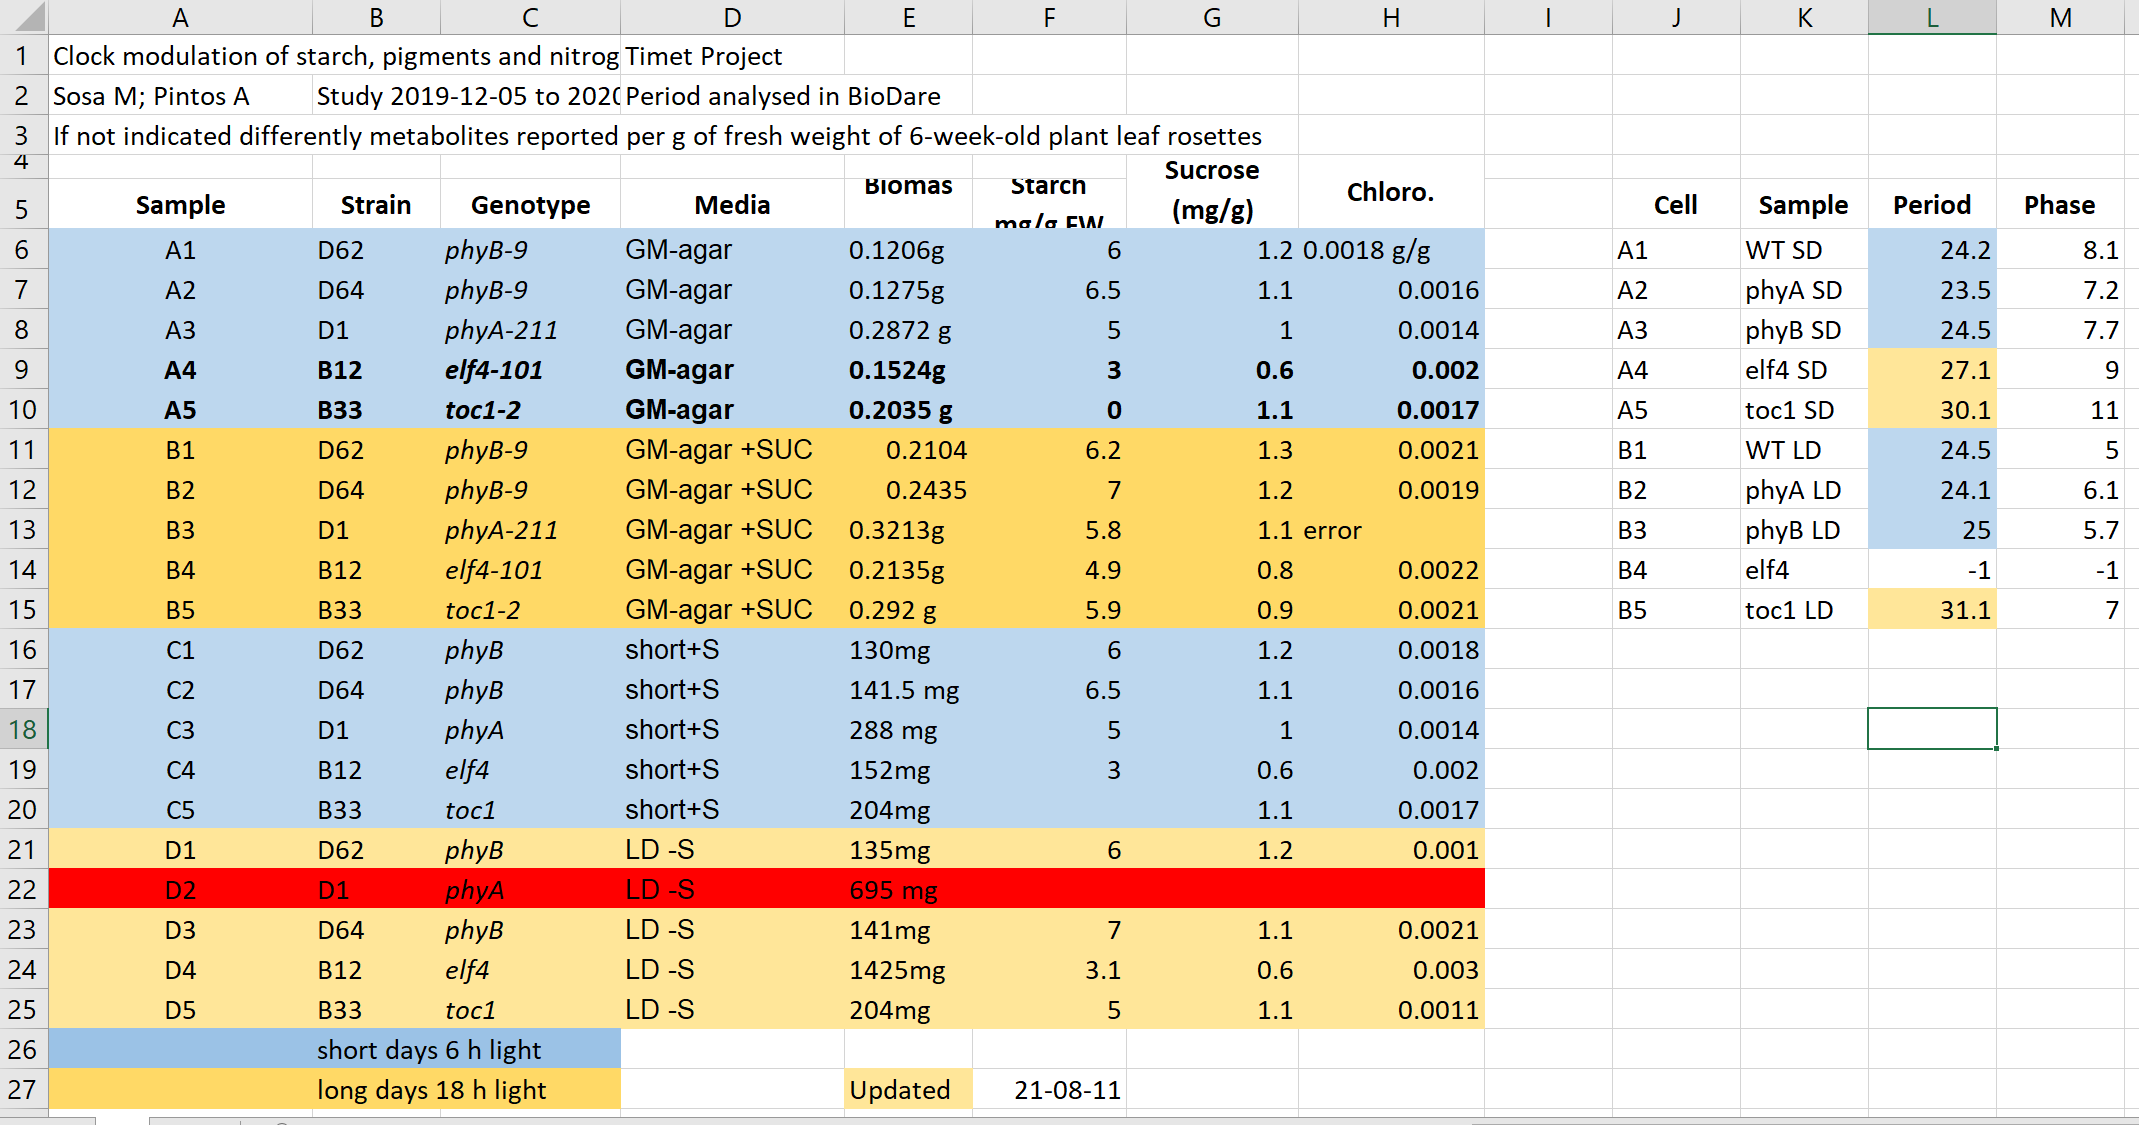 A B C D E F G H I J K L M
1 Clock modulation of starch, pigments and nitrog Timet Project
2 Sosa M; Pintos A Study 2019-12-05 to 2020 Period analysed in BioDare
3 If not indicated differently metabolites reported per g of fresh weight of 6-week-old plant leaf rosettes
4
5 Sample Strain Genotype Media Biomas Starch mg/g FW Sucrose (mg/g) Chloro. Cell Sample Period Phase
6 A1 D62 phyB-9 GM-agar 0.1206g 6 1.2 0.0018 g/g A1 WT SD 24.2 8.1
7 A2 D64 phyB-9 GM-agar 0.1275g 6.5 1.1 0.0016 A2 phyA SD 23.5 7.2
8 A3 D1 phyA-211 GM-agar 0.2872 g 5 1 0.0014 A3 phyB SD 24.5 7.7
9 A4 B12 elf4-101 GM-agar 0.1524g 3 0.6 0.002 A4 elf4 SD 27.1 9
10 A5 B33 toc1-2 GM-agar 0.2035 g 0 1.1 0.0017 A5 toc1 SD 30.1 11
11 B1 D62 phyB-9 GM-agar +SUC 0.2104 6.2 1.3 0.0021 B1 WT LD 24.5 5
12 B2 D64 phyB-9 GM-agar +SUC 0.2435 7 1.2 0.0019 B2 phyA LD 24.1 6.1
13 B3 D1 phyA-211 GM-agar +SUC 0.3213g 5.8 1.1 error B3 phyB LD 25 5.7
14 B4 B12 elf4-101 GM-agar +SUC 0.2135g 4.9 0.8 0.0022 B4 elf4 -1 -1
15 B5 B33 toc1-2 GM-agar +SUC 0.292 g 5.9 0.9 0.0021 B5 toc1 LD 31.1 7
16 C1 D62 phyB short+S 130mg 6 1.2 0.0018
17 C2 D64 phyB short+S 141.5 mg 6.5 1.1 0.0016
18 C3 D1 phyA short+S 288 mg 5 1 0.0014
19 C4 B12 elf4 short+S 152mg 3 0.6 0.002
20 C5 B33 toc1 short+S 204mg 1.1 0.0017
21 D1 D62 phyB LD -S 135mg 6 1.2 0.001
22 D2 D1 phyA LD -S 695 mg
23 D3 D64 phyB LD -S 141mg 7 1.1 0.0021
24 D4 B12 elf4 LD -S 1425mg 3.1 0.6 0.003
25 D5 B33 toc1 LD -S 204mg 5 1.1 0.0011
26 short days 6 h light
27 long days 18 h light Updated 21-08-11